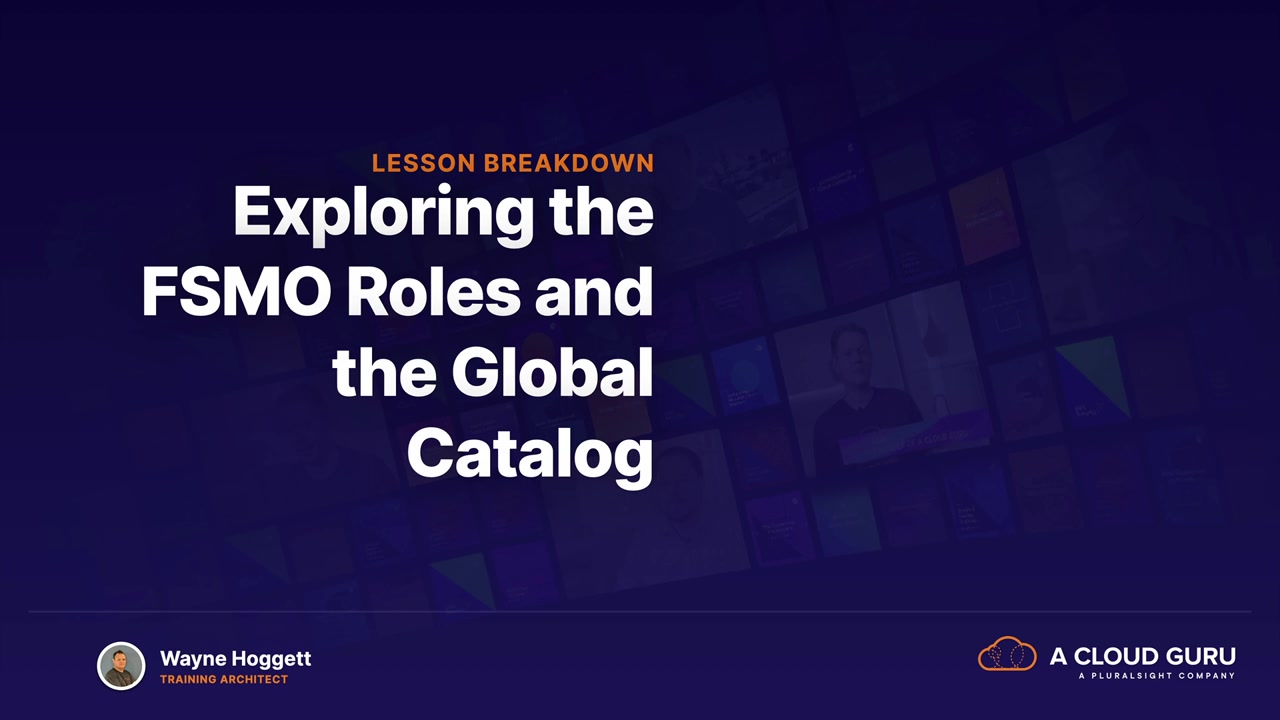 LESSON BREAKDOWN
Exploring the
FSMO Roles and
the Global
Catalog
Wayne Hoggett
TRAINING ARCHITECT
A CLOUD GURU
A PLURALSIGHT COMPANY